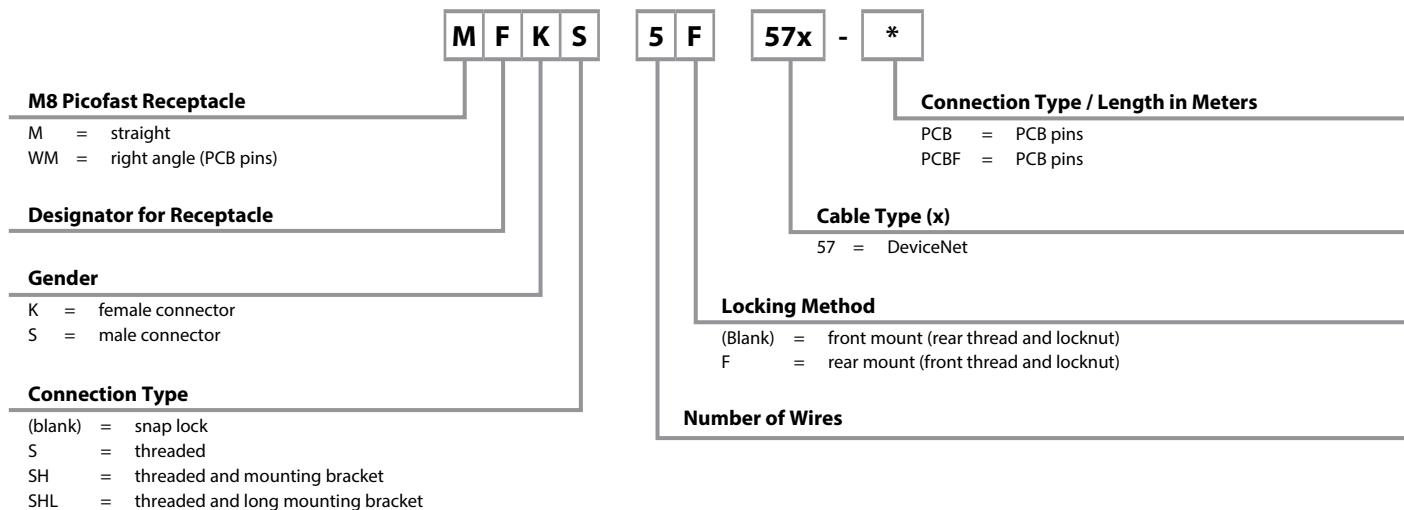 M F K S 5 F 57x - *
M8 Picofast Receptacle
M = straight
WM = right angle (PCB pins)
Designator for Receptacle
Gender
K = female connector
S = male connector
Connection Type
(blank) = snap lock
S = threaded
SH = threaded and mounting bracket
SHL = threaded and long mounting bracket
Connection Type / Length in Meters
PCB = PCB pins
PCBF = PCB pins
Cable Type (x)
57 = DeviceNet
Locking Method
(Blank) = front mount (rear thread and locknut)
F = rear mount (front thread and locknut)
Number of Wires